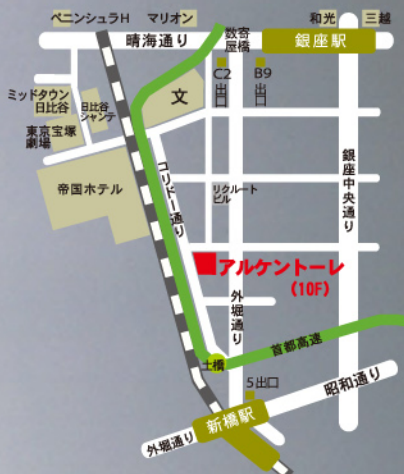 ペニンシュラH
マリオン
数寄
屋橋
和光
三越
晴海通り
銀座駅
ミッドタウン
日比谷
日比谷
シャンテ
東京宝塚
劇場
文
C2
出口
B9
出口
帝国ホテル
コリドー通り
リクルート
ビル
銀座中央通り
アルケントーレ
(10F)
外堀通り
首都高速
土橋
5出口
昭和通り
新橋駅
外堀通り